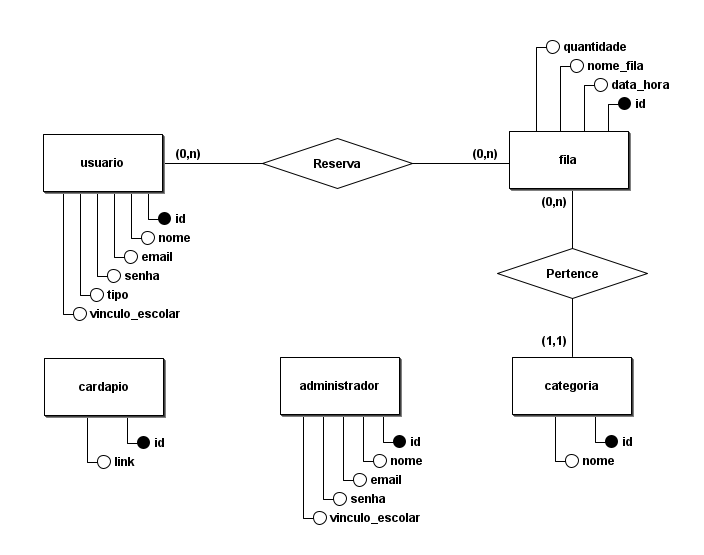 quantidade
nome_fila
data_hora
id
usuario
(0,n)
Reserva
(0,n)
fila
(0,n)
id
nome
email
senha
tipo
vinculo_escolar
Pertence
(1,1)
cardapio
id
link
administrador
id
nome
email
senha
vinculo_escolar
categoria
id
nome